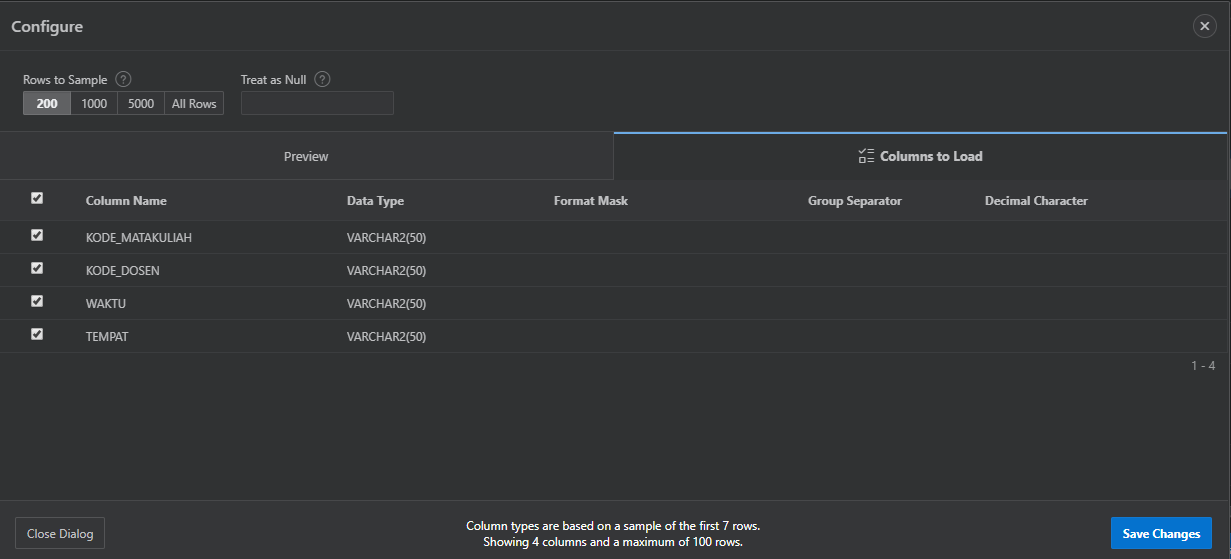 Configure
Rows to Sample ?
Treat as Null ?
200 1000 5000 All Rows
Preview
Columns to Load
Column Name Data Type Format Mask Group Separator Decimal Character
KODE_MATAKULIAH VARCHAR2(50)
KODE_DOSEN VARCHAR2(50)
WAKTU VARCHAR2(50)
TEMPAT VARCHAR2(50)
1 - 4
Close Dialog
Column types are based on a sample of the first 7 rows.
Showing 4 columns and a maximum of 100 rows.
Save Changes